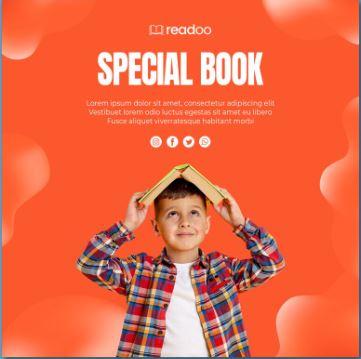 readoo
SPECIAL BOOK
Lorem ipsum dolor sit amet, consectetur adipiscing elit
Vestibulum lorem odio luctus egestas sit amet eu libero
Fusce aliquet viverratesque habitant morbi